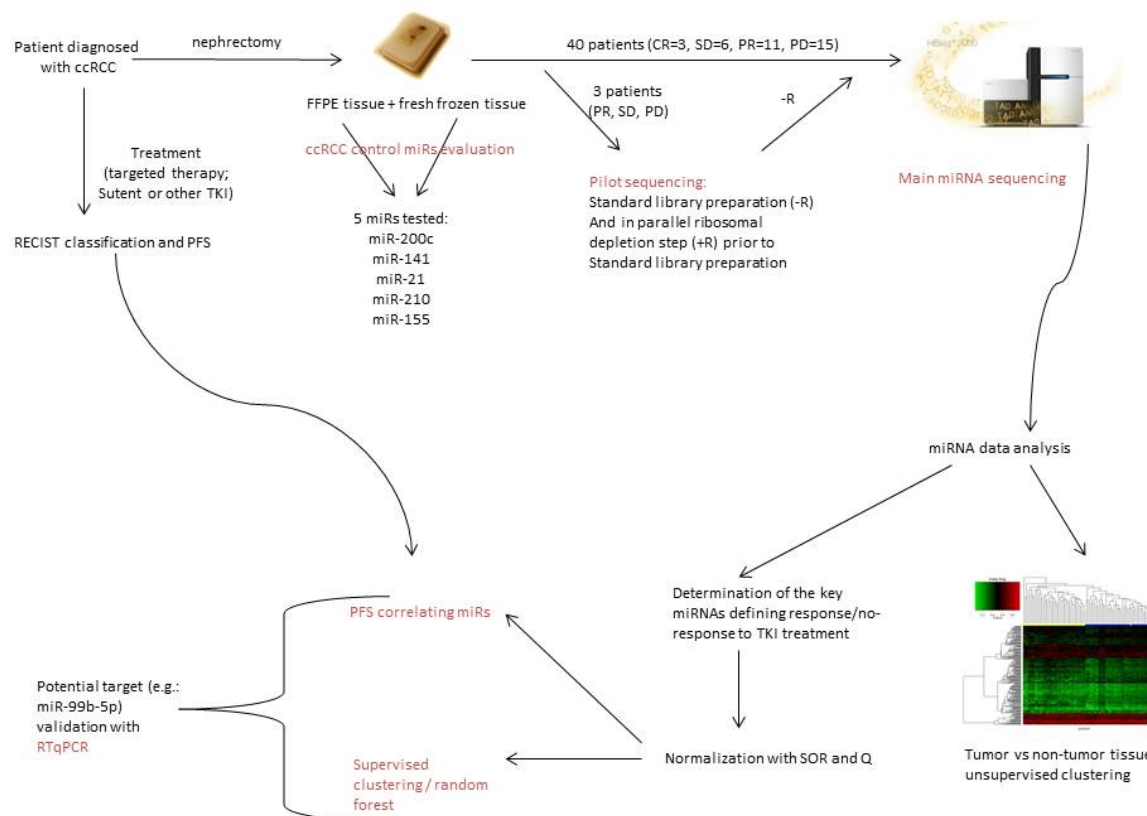 Patient diagnosed
with ccRCC
nephrectomy
FFPE tissue + fresh frozen tissue
ccRCC control miRs evaluation
5 miRs tested:
miR-200c
miR-141
miR-21
miR-210
miR-155
40 patients (CR=3, SD=6, PR=11, PD=15)
3 patients
(PR, SD, PD)
-R
Pilot sequencing:
Standard library preparation (-R)
And in parallel ribosomal
depletion step (+R) prior to
Standard library preparation
Main miRNA sequencing
Treatment
(targeted therapy;
Sutent or other TKI)
RECIST classification and PFS
miRNA data analysis
Determination of the key
miRNAs defining response/no-
response to TKI treatment
Normalization with SOR and Q
Tumor vs non-tumor tissue
unsupervised clustering
PFS correlating miRs
Supervised
clustering / random
forest
Potential target (e.g.:
miR-99b-5p)
validation with
RTqPCR